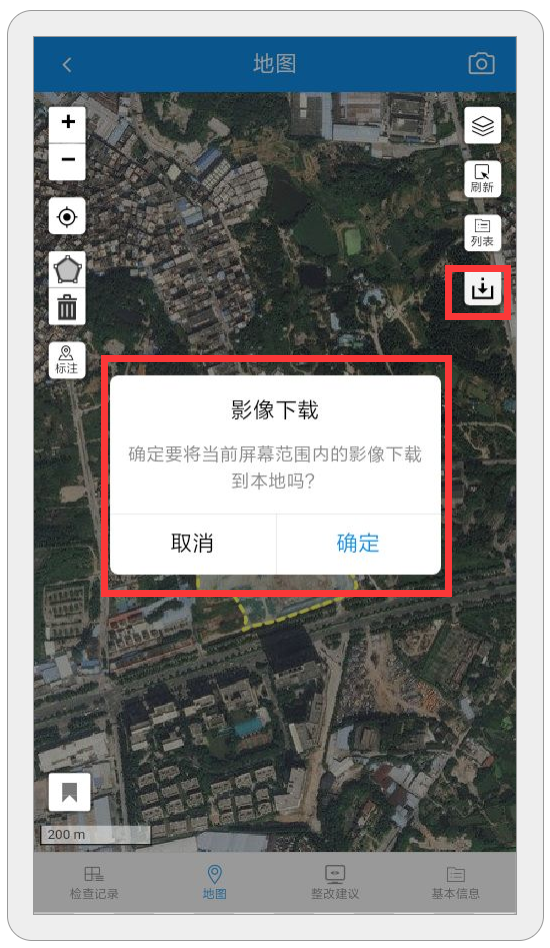 地图
+
−
刷新
列表
标注
影像下载
确定要将当前屏幕范围内的影像下载
到本地吗?
取消
确定
200 m
检查记录
地图
整改建议
基本信息